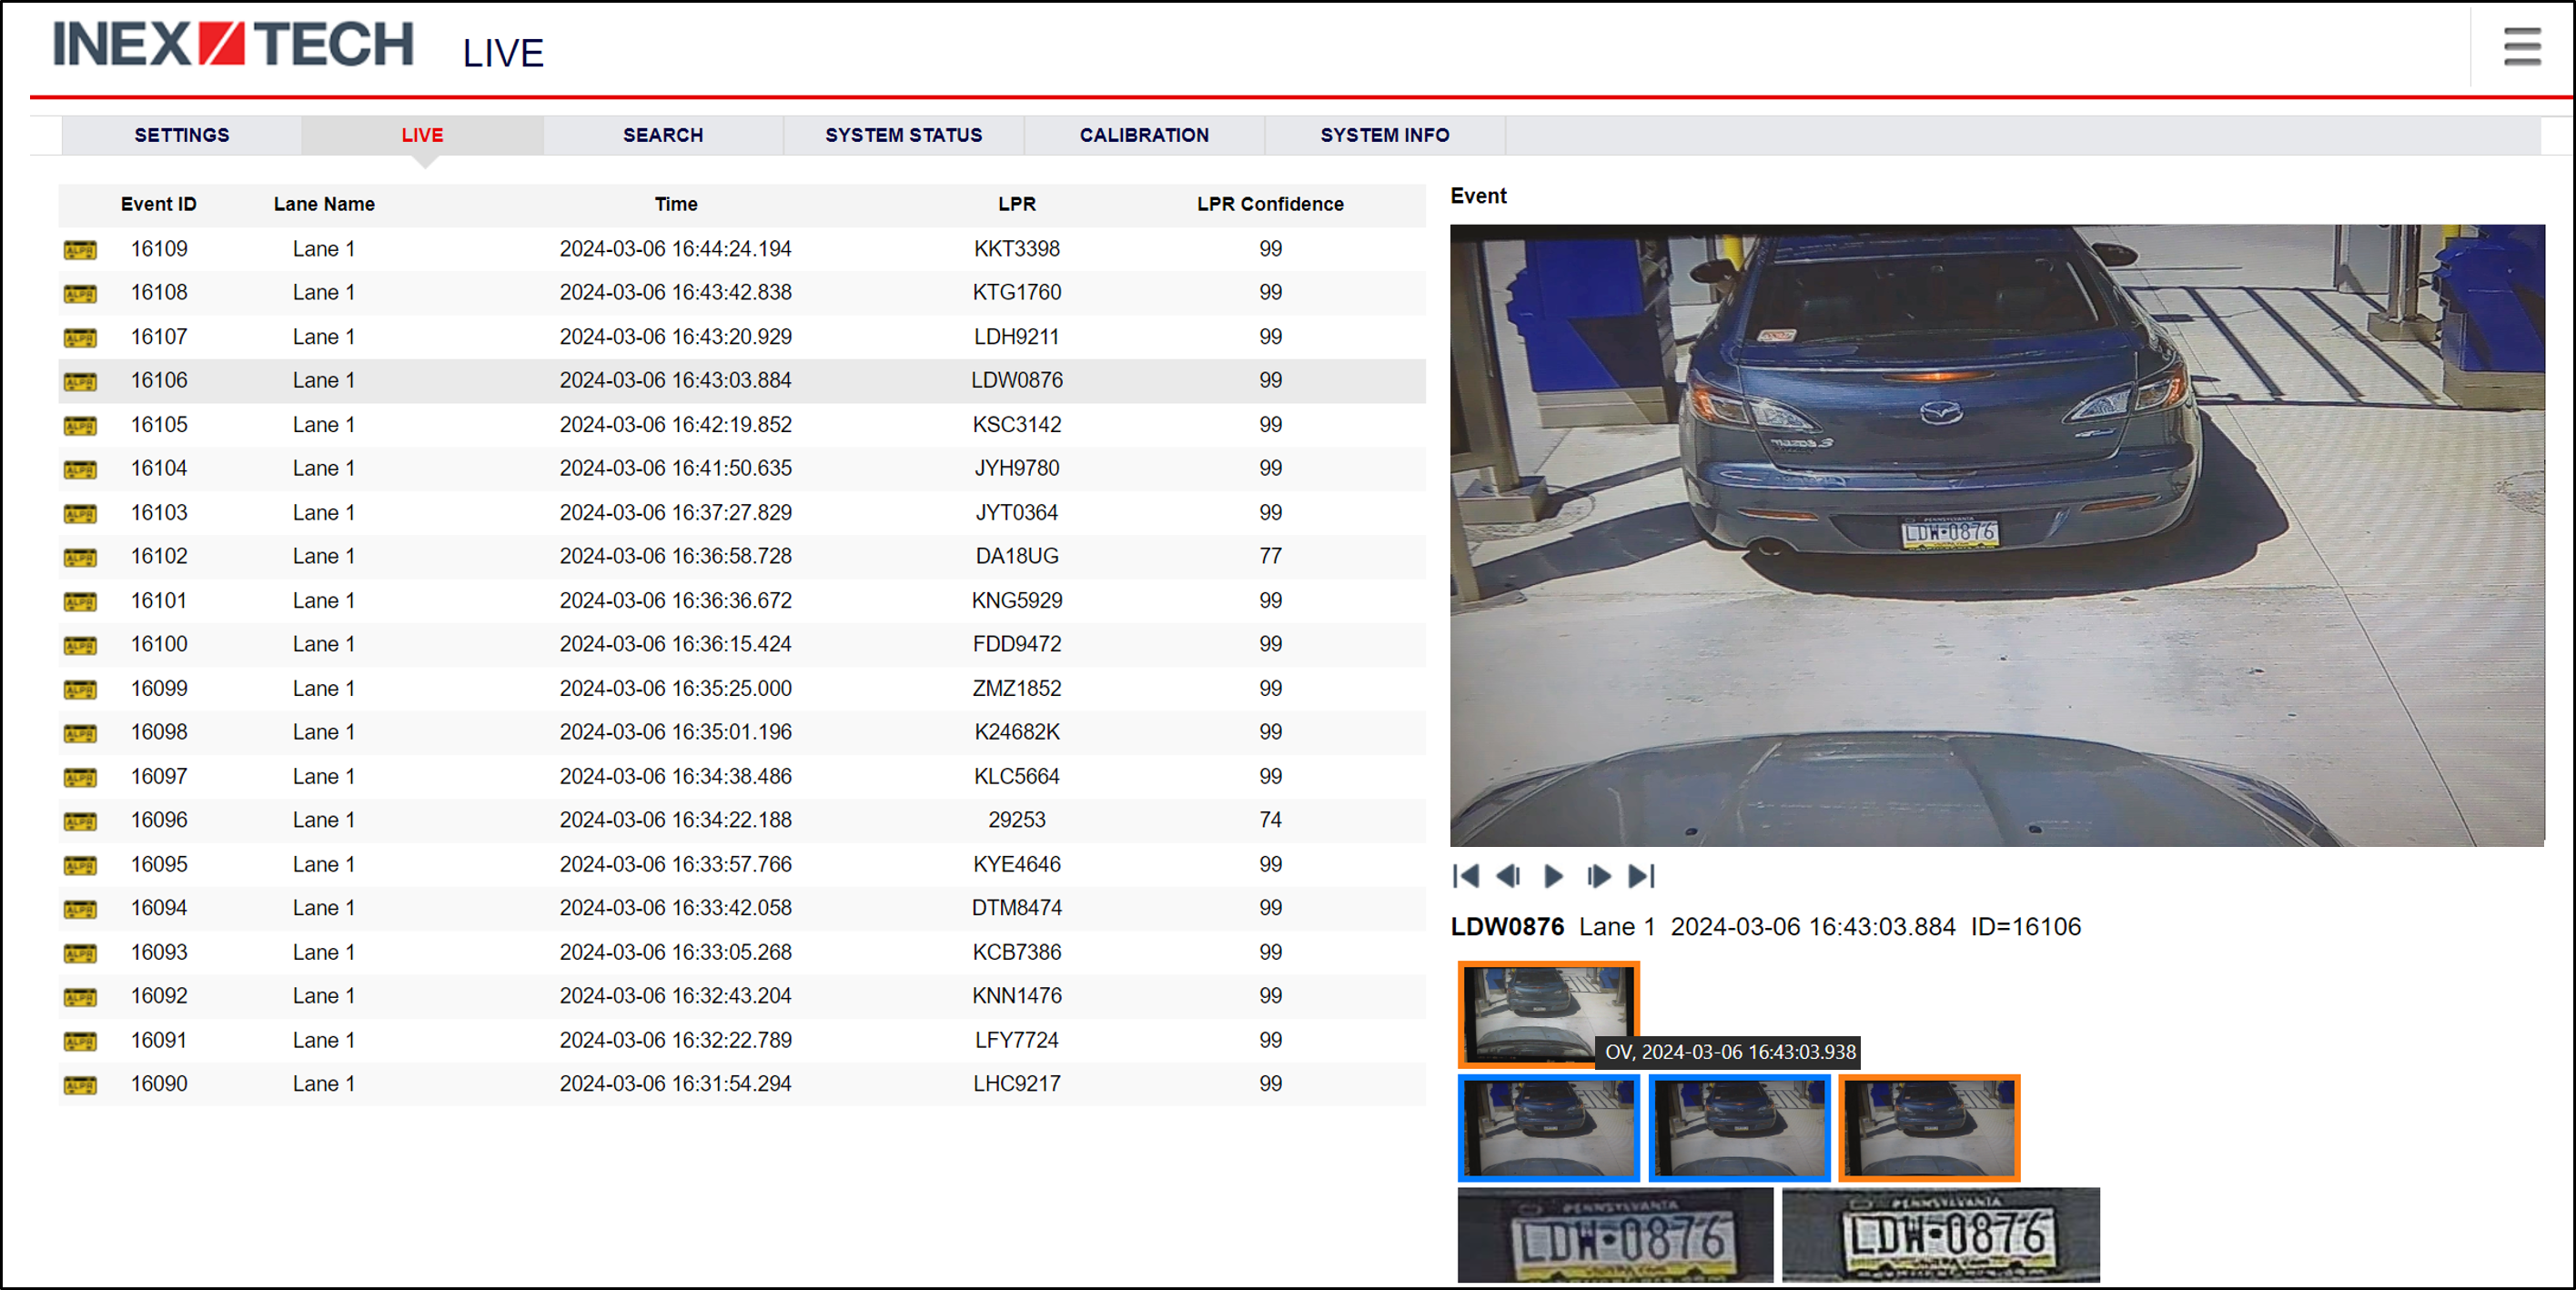 INEX TECH LIVE
SETTINGS LIVE SEARCH SYSTEM STATUS CALIBRATION SYSTEM INFO
Event ID Lane Name Time LPR LPR Confidence
ALPR 16109 Lane 1 2024-03-06 16:44:24.194 KKT3398 99
ALPR 16108 Lane 1 2024-03-06 16:43:42.838 KTG1760 99
ALPR 16107 Lane 1 2024-03-06 16:43:20.929 LDH9211 99
ALPR 16106 Lane 1 2024-03-06 16:43:03.884 LDW0876 99
ALPR 16105 Lane 1 2024-03-06 16:42:19.852 KSC3142 99
ALPR 16104 Lane 1 2024-03-06 16:41:50.635 JYH9780 99
ALPR 16103 Lane 1 2024-03-06 16:37:27.829 JYT0364 99
ALPR 16102 Lane 1 2024-03-06 16:36:58.728 DA18UG 77
ALPR 16101 Lane 1 2024-03-06 16:36:36.672 KNG5929 99
ALPR 16100 Lane 1 2024-03-06 16:36:15.424 FDD9472 99
ALPR 16099 Lane 1 2024-03-06 16:35:25.000 ZMZ1852 99
ALPR 16098 Lane 1 2024-03-06 16:35:01.196 K24682K 99
ALPR 16097 Lane 1 2024-03-06 16:34:38.486 KLC5664 99
ALPR 16096 Lane 1 2024-03-06 16:34:22.188 29253 74
ALPR 16095 Lane 1 2024-03-06 16:33:57.766 KYE4646 99
ALPR 16094 Lane 1 2024-03-06 16:33:42.058 DTM8474 99
ALPR 16093 Lane 1 2024-03-06 16:33:05.268 KCB7386 99
ALPR 16092 Lane 1 2024-03-06 16:32:43.204 KNN1476 99
ALPR 16091 Lane 1 2024-03-06 16:32:22.789 LFY7724 99
ALPR 16090 Lane 1 2024-03-06 16:31:54.294 LHC9217 99
Event
PENNSYLVANIA
LDW·0876
LDW0876 Lane 1 2024-03-06 16:43:03.884 ID=16106
OV, 2024-03-06 16:43:03.938
PENNSYLVANIA
LDW·0876
PENNSYLVANIA
LDW·0876